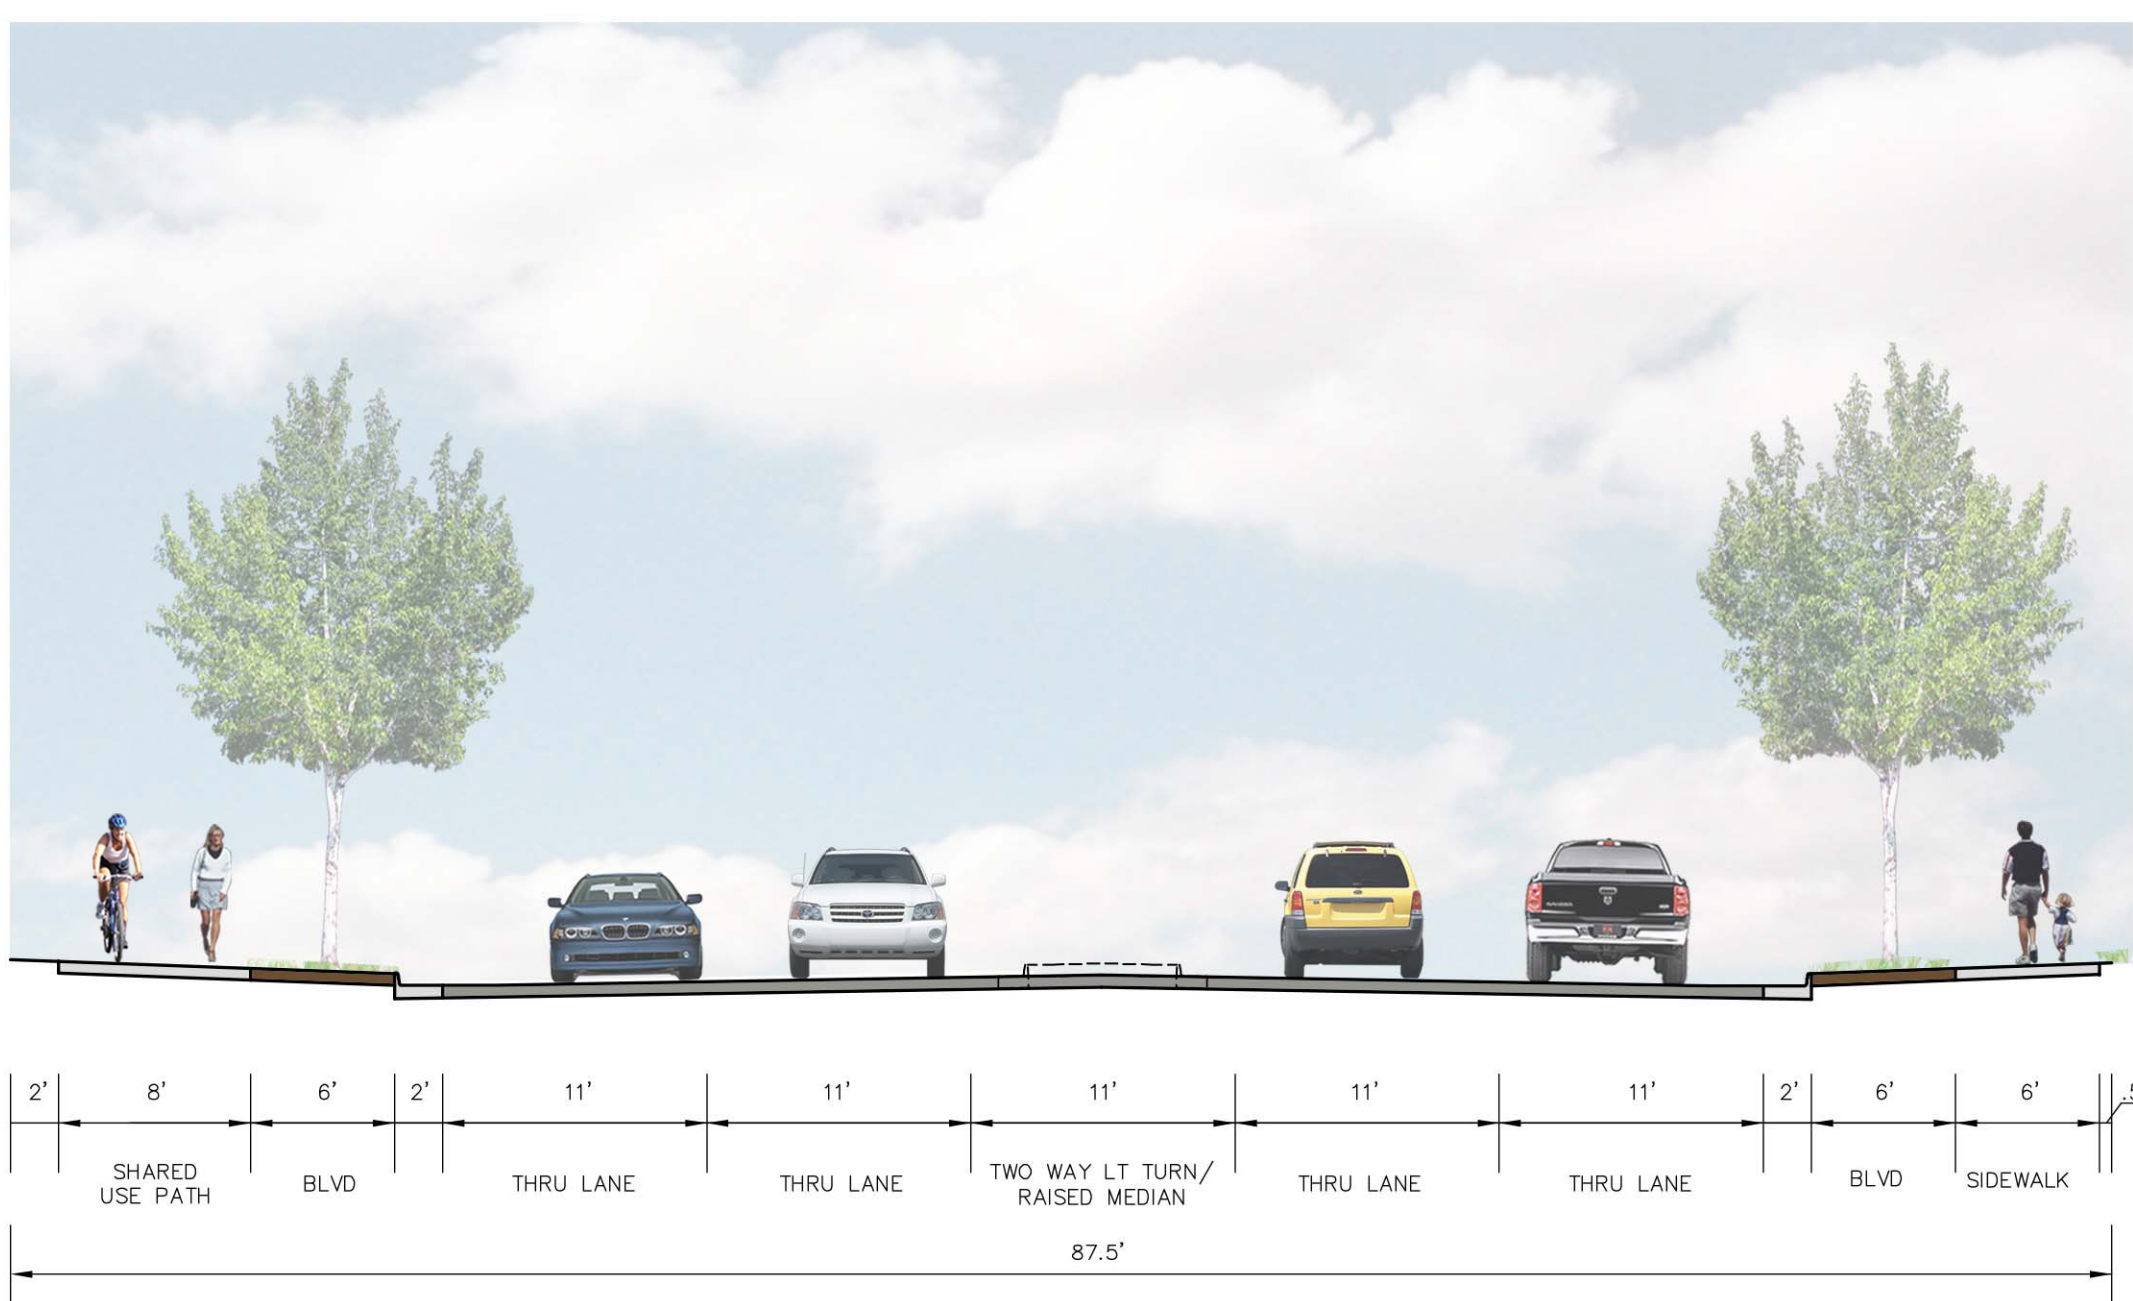 2' 8' 6' 2' 11' 11' 11' 11' 11' 2' 6' 6' .5
SHARED
USE PATH
BLVD
THRU LANE
THRU LANE
TWO WAY LT TURN/
RAISED MEDIAN
THRU LANE
THRU LANE
BLVD
SIDEWALK
87.5'